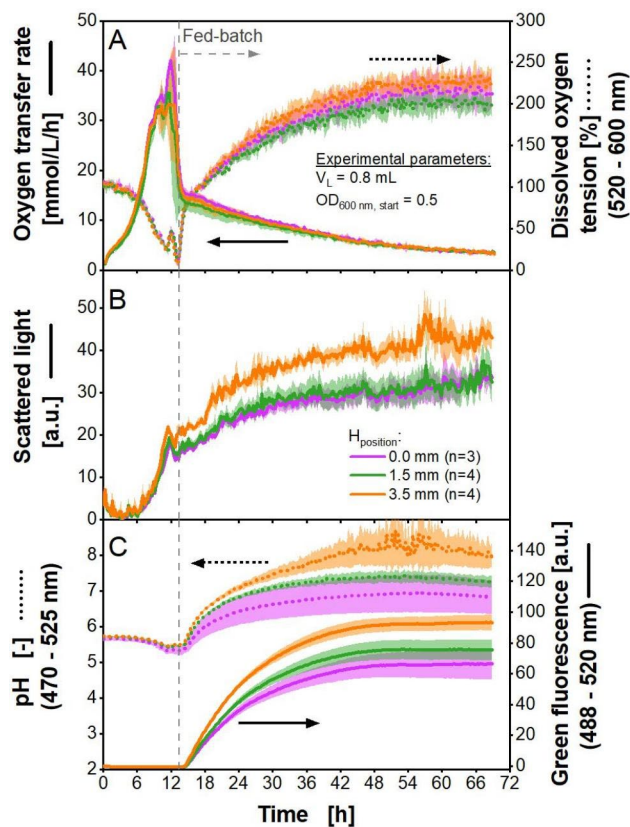 A
Fed-batch
Oxygen transfer rate
[mmol/L/h]
50
40
30
20
10
0
300
250
200
150
100
50
0
Dissolved oxygen
tension [%]
(520 - 600 nm)
Experimental parameters:
V_L = 0.8 mL
OD_600 nm, start = 0.5
B
Scattered light
[a.u.]
50
40
30
20
10
0
H_position:
0.0 mm (n=3)
1.5 mm (n=4)
3.5 mm (n=4)
C
pH [-]
(470 - 525 nm)
8
7
6
5
4
3
2
140
120
100
80
60
40
20
0
Green fluorescence [a.u.]
(488 - 520 nm)
0 6 12 18 24 30 36 42 48 54 60 66 72
Time [h]